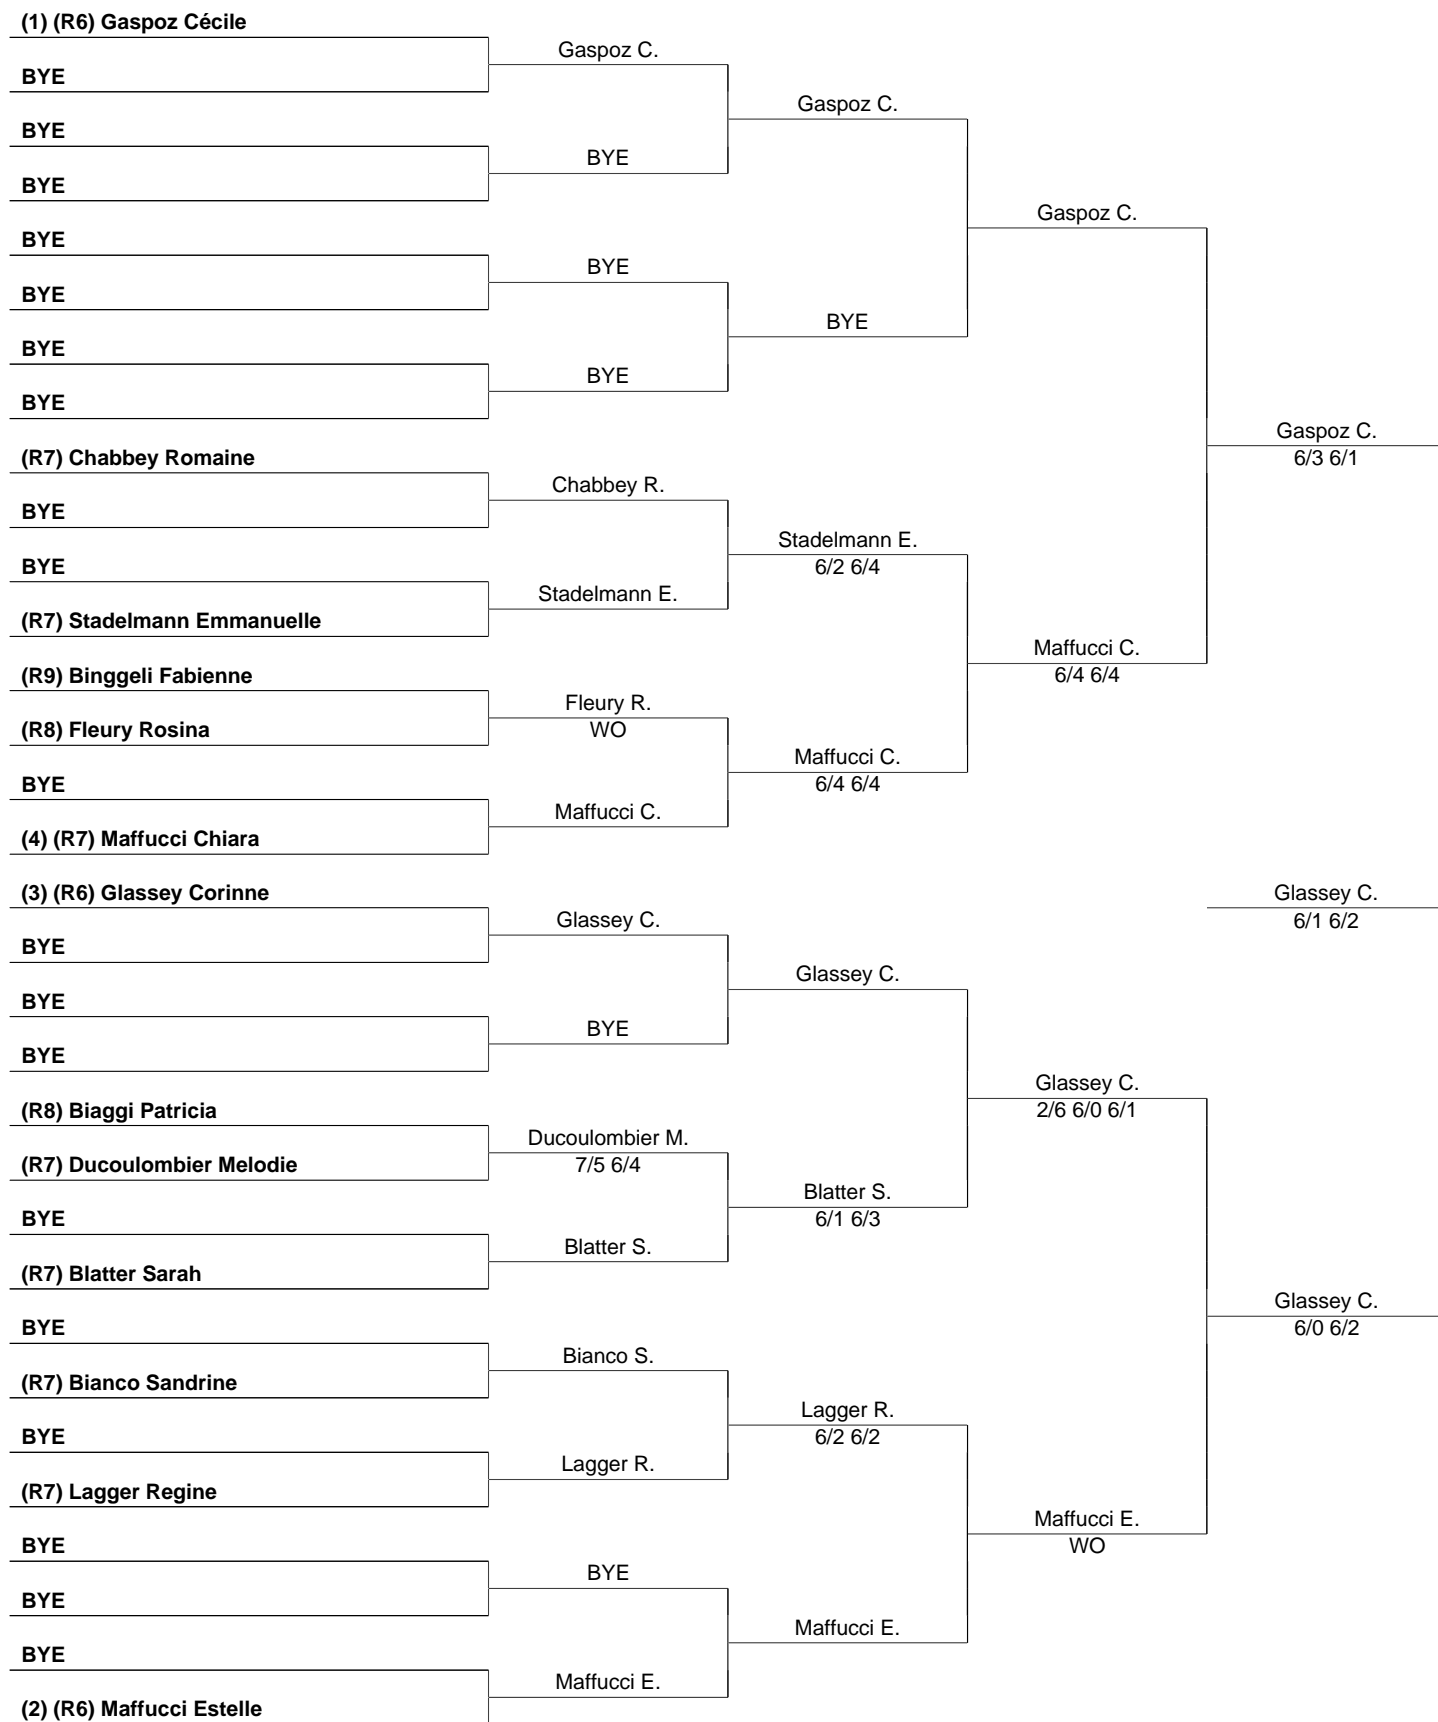 (1) (R6) Gaspoz Cécile
Gaspoz C.
BYE
Gaspoz C.
BYE
BYE
BYE
Gaspoz C.
BYE
BYE
BYE
BYE
BYE
BYE
BYE
Gaspoz C.
6/3 6/1
(R7) Chabbey Romaine
Chabbey R.
BYE
Stadelmann E.
6/2 6/4
BYE
Stadelmann E.
(R7) Stadelmann Emmanuelle
Maffucci C.
6/4 6/4
(R9) Binggeli Fabienne
Fleury R.
WO
(R8) Fleury Rosina
Maffucci C.
6/4 6/4
BYE
Maffucci C.
(4) (R7) Maffucci Chiara
(3) (R6) Glassey Corinne
Glassey C.
6/1 6/2
Glassey C.
BYE
Glassey C.
BYE
BYE
BYE
Glassey C.
2/6 6/0 6/1
(R8) Biaggi Patricia
Ducoulombier M.
7/5 6/4
(R7) Ducoulombier Melodie
Blatter S.
6/1 6/3
BYE
Blatter S.
(R7) Blatter Sarah
Glassey C.
6/0 6/2
BYE
Bianco S.
(R7) Bianco Sandrine
Lagger R.
6/2 6/2
BYE
Lagger R.
(R7) Lagger Regine
Maffucci E.
WO
BYE
BYE
BYE
Maffucci E.
BYE
Maffucci E.
(2) (R6) Maffucci Estelle